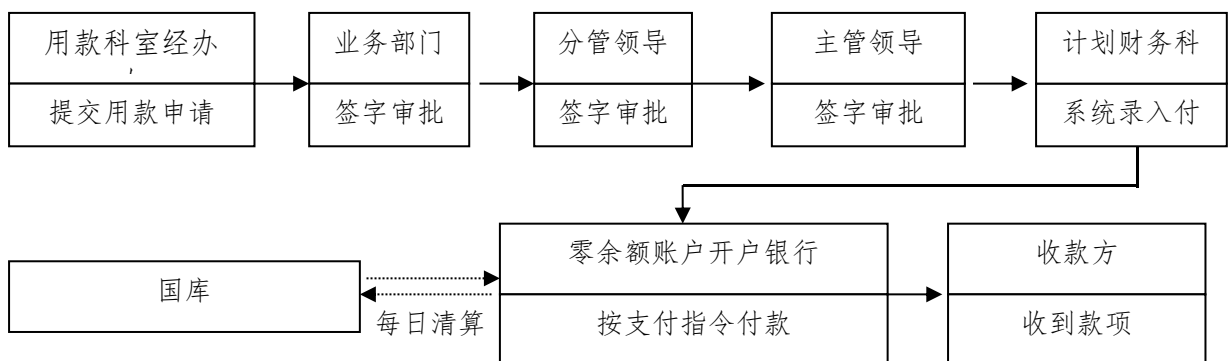 用款科室经办
提交用款申请
业务部门
签字审批
分管领导
签字审批
主管领导
签字审批
计划财务科
系统录入付
国库
每日清算
零余额账户开户银行
按支付指令付款
收款方
收到款项